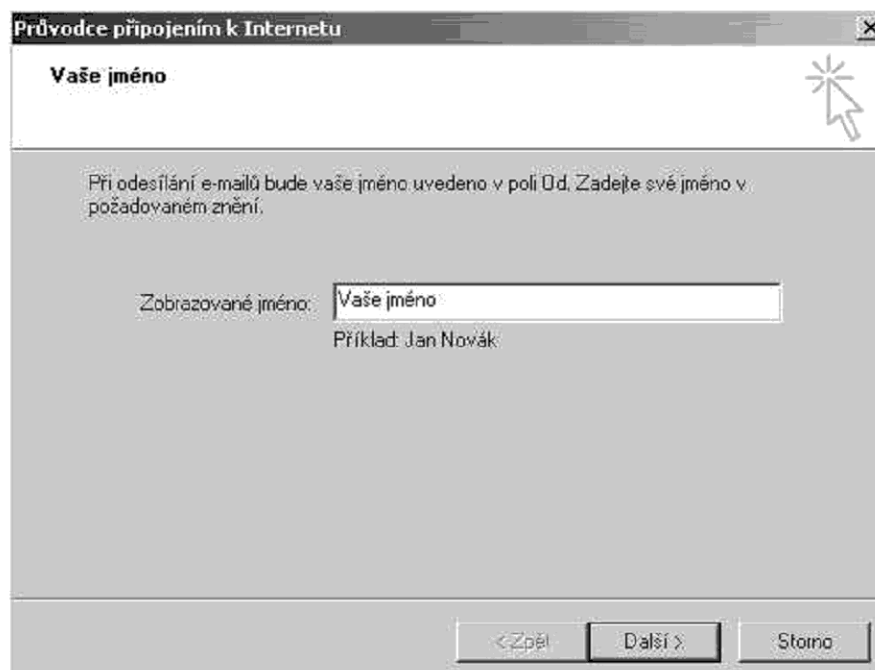 Průvodce připojením k Internetu
Vaše jméno
Při odesílání e-mailů bude vaše jméno uvedeno v poli Od. Zadejte své jméno v
požadovaném znění.
Zobrazované jméno: Vaše jméno
Příklad: Jan Novák
< Zpět Další > Storno